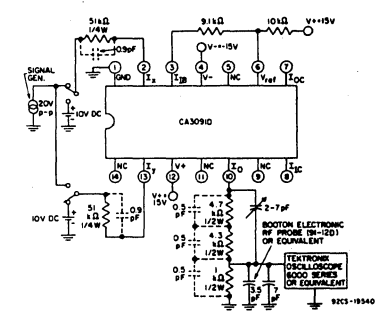 51kΩ
1/4W
0.9pF
9.1kΩ
10kΩ
V+=+15V
V-=-15V
SIGNAL
GEN.
20V
p-p
10V DC
1 2 3 4 5 6 7
GND Ix IIB V- NC Vref IOC
CA3091D
NC Iy V+ NC IO NC IIC
14 13 12 11 10 9 8
V+=
15V
10V DC
51
kΩ
1/4W
0.9
pF
0.5
pF
4.7
kΩ
1/2W
2-7pF
0.5
pF
4.3
kΩ
1/2W
0.5
pF
1
kΩ
1/2W
BOOTON ELECTRONIC
RF PROBE (91-12D)
OR EQUIVALENT
3.5
pF
7
pF
TEKTRONIX
OSCILLOSCOPE
6000 SERIES
OR EQUIVALENT
92CS-19540